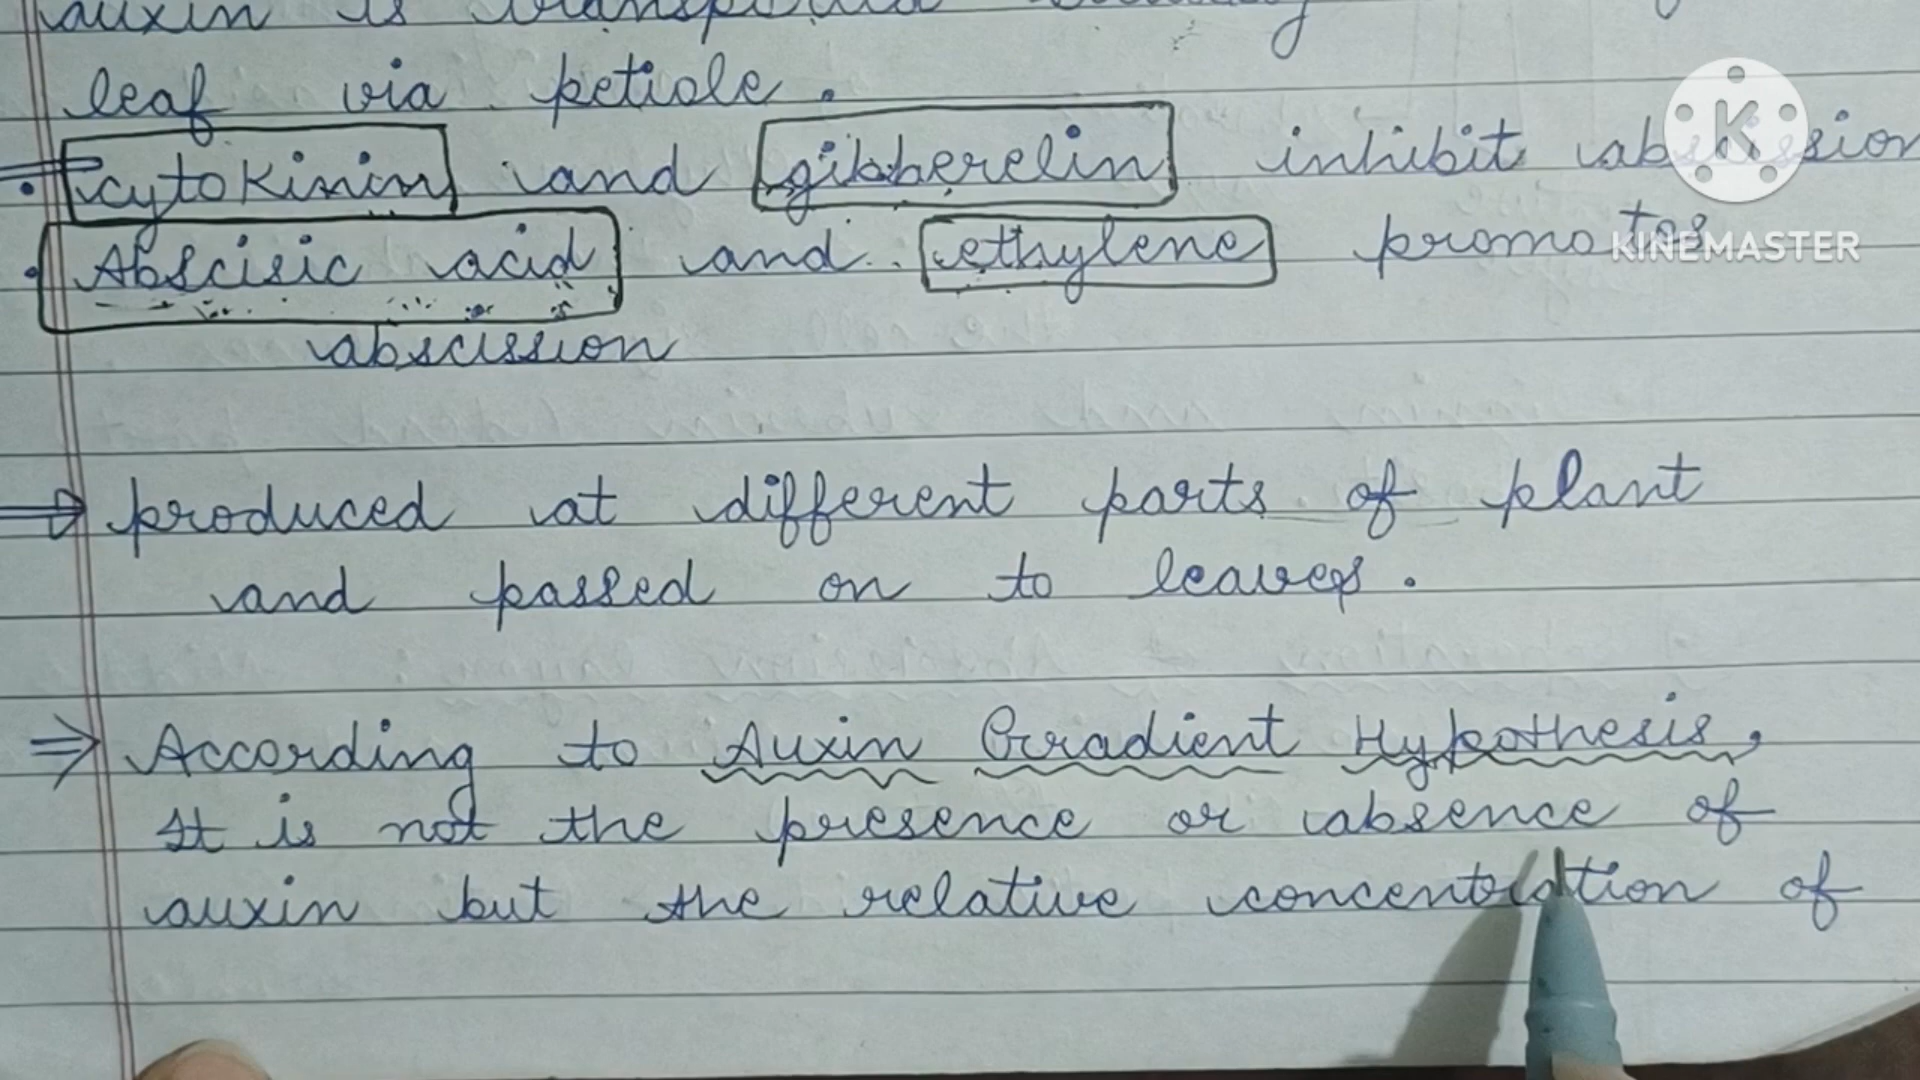 auxin is
leaf via petiole.
• cytokinin and gibberelin inhibit abscission
• Abscisic acid and ethylene promotes
abscission
⇒ produced at different parts of plant
and passed on to leaves.
⇒ According to Auxin Gradient Hypothesis,
It is not the presence or absence of
auxin but the relative concentration of
K
KINEMASTER